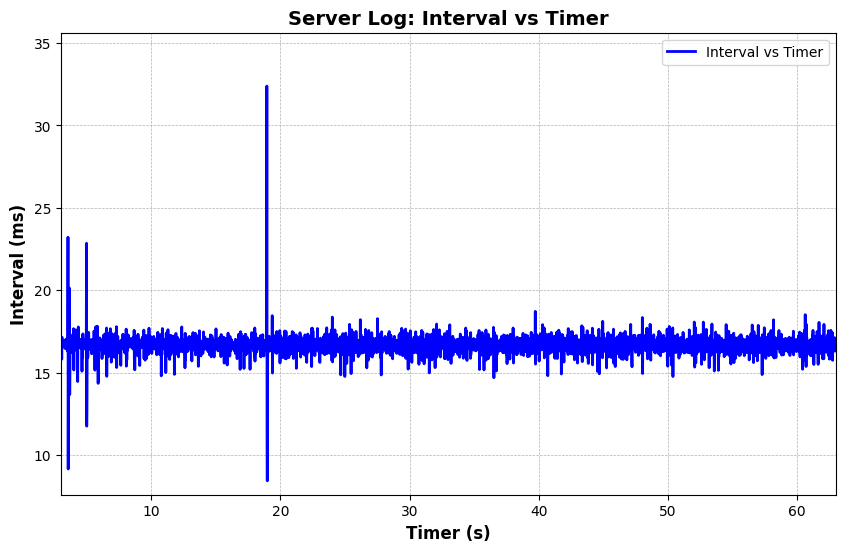 Server Log: Interval vs Timer
Interval vs Timer
35
30
25
20
15
10
Interval (ms)
10 20 30 40 50 60
Timer (s)